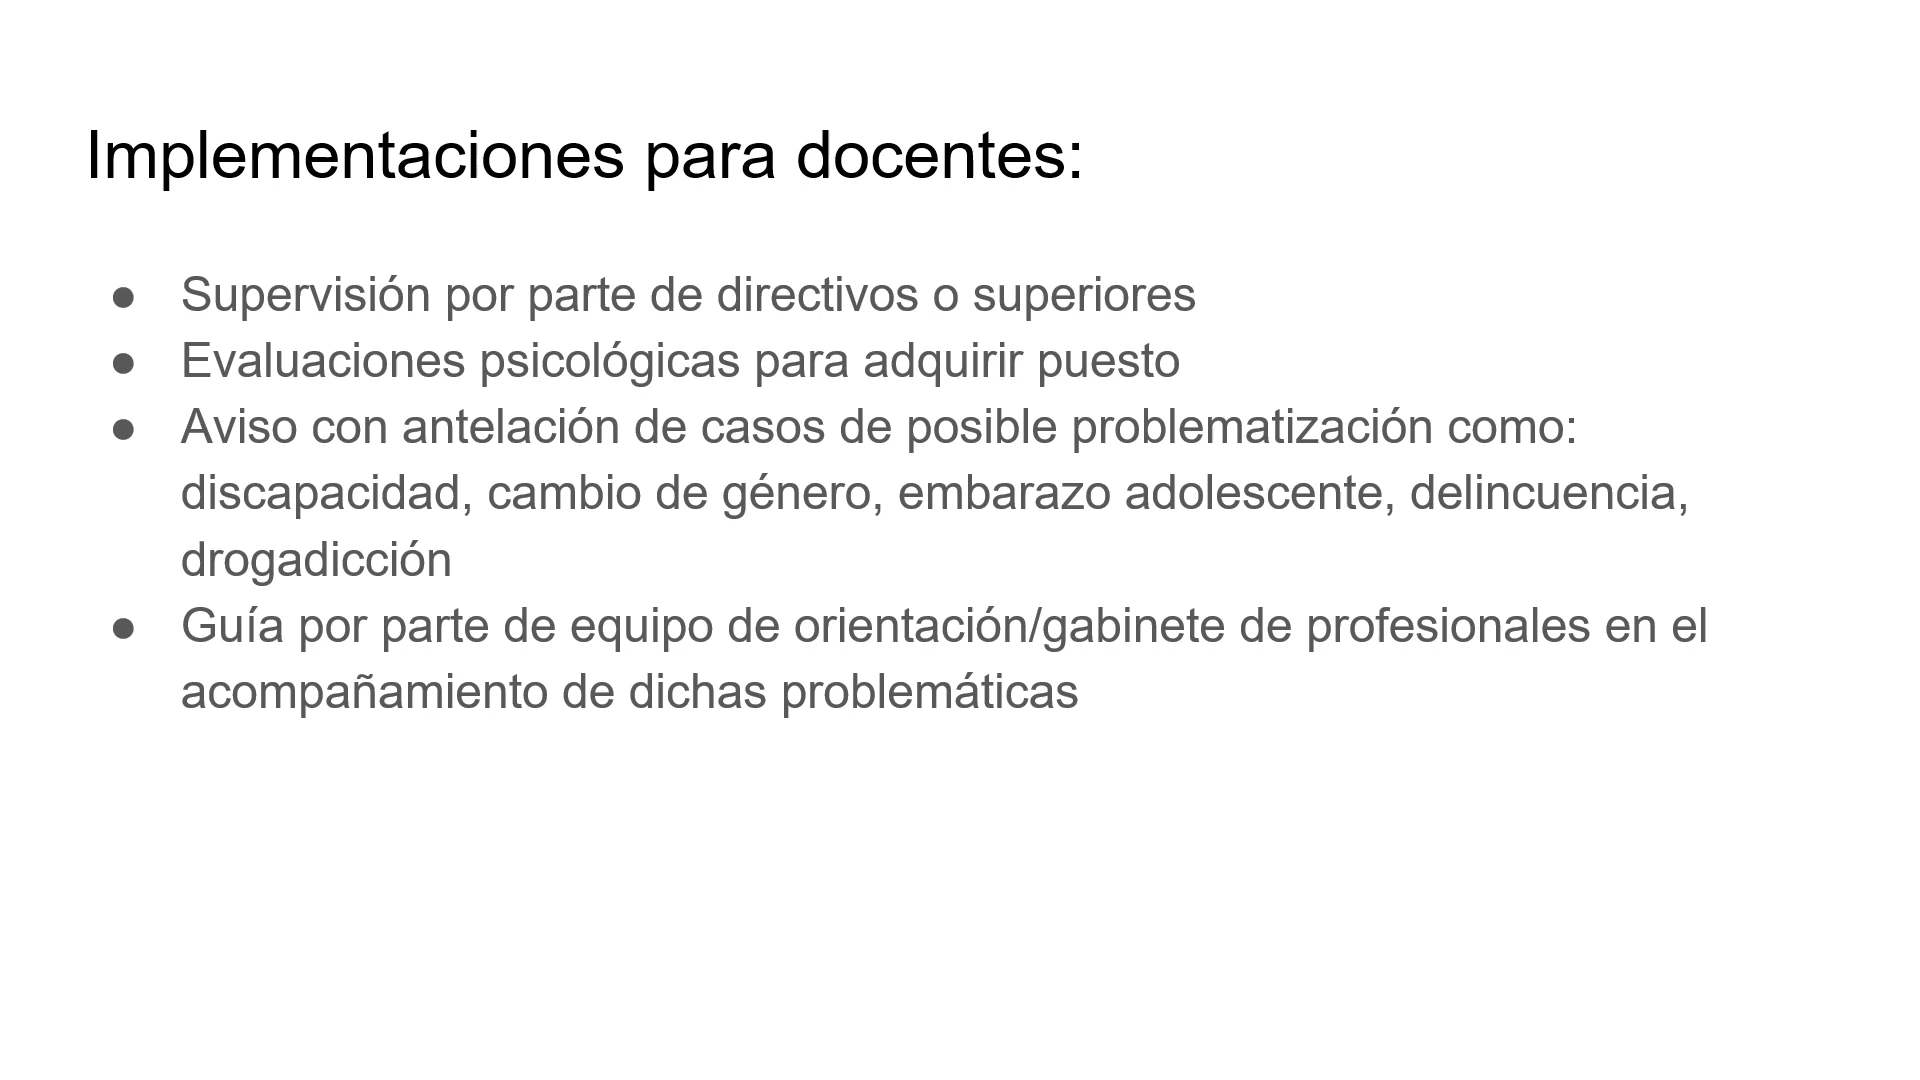 Implementaciones para docentes:
● Supervisión por parte de directivos o superiores
● Evaluaciones psicológicas para adquirir puesto
● Aviso con antelación de casos de posible problematización como:
discapacidad, cambio de género, embarazo adolescente, delincuencia,
drogadicción
● Guía por parte de equipo de orientación/gabinete de profesionales en el
acompañamiento de dichas problemáticas